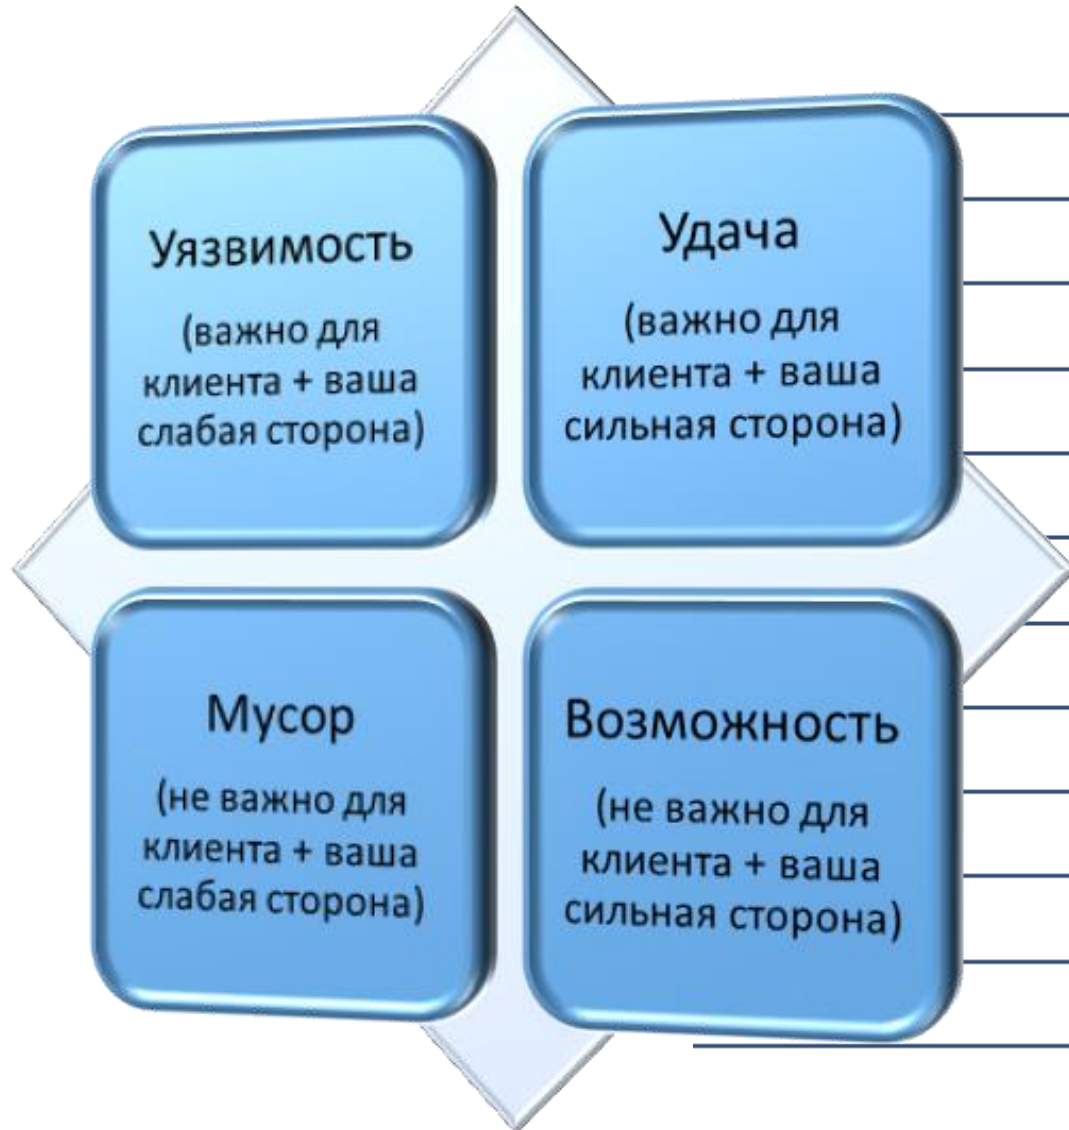 Уязвимость
(важно для
клиента + ваша
слабая сторона)
Удача
(важно для
клиента + ваша
сильная сторона)
Мусор
(не важно для
клиента + ваша
слабая сторона)
Возможность
(не важно для
клиента + ваша
сильная сторона)